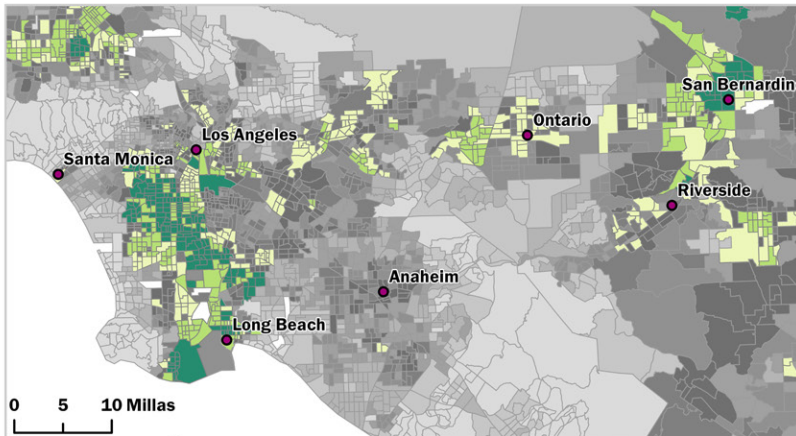 San Bernardin
Los Angeles
Ontario
Santa Monica
Riverside
Anaheim
Long Beach
0 5 10 Millas